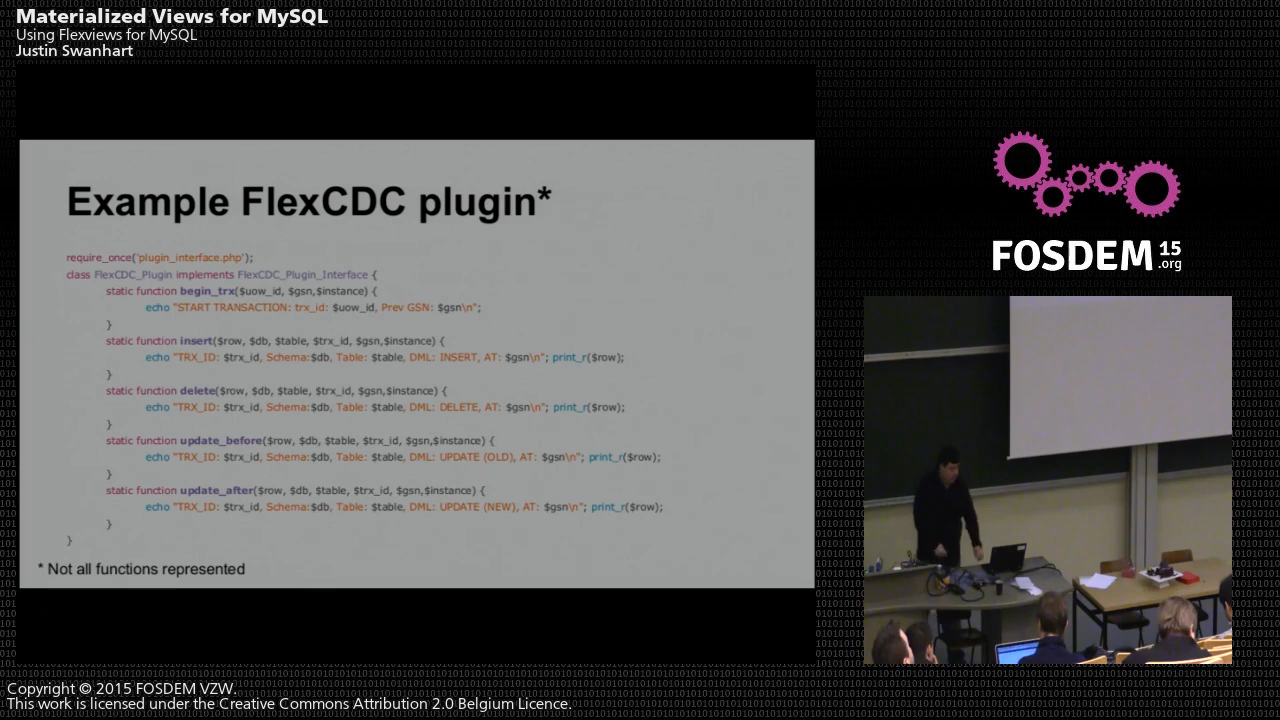 Materialized Views for MySQL
Using Flexviews for MySQL
Justin Swanhart
Example FlexCDC plugin*
require_once('plugin_interface.php');
class FlexCDC_Plugin implements FlexCDC_Plugin_Interface {
static function begin_trx($uow_id, $gsn,$instance) {
echo "START TRANSACTION: trx_id: $uow_id, Prev GSN: $gsn\n";
}
static function insert($row, $db, $table, $trx_id, $gsn,$instance) {
echo "TRX_ID: $trx_id, Schema:$db, Table: $table, DML: INSERT, AT: $gsn\n"; print_r($row);
}
static function delete($row, $db, $table, $trx_id, $gsn,$instance) {
echo "TRX_ID: $trx_id, Schema:$db, Table: $table, DML: DELETE, AT: $gsn\n"; print_r($row);
}
static function update_before($row, $db, $table, $trx_id, $gsn,$instance) {
echo "TRX_ID: $trx_id, Schema:$db, Table: $table, DML: UPDATE (OLD), AT: $gsn\n"; print_r($row);
}
static function update_after($row, $db, $table, $trx_id, $gsn,$instance) {
echo "TRX_ID: $trx_id, Schema:$db, Table: $table, DML: UPDATE (NEW), AT: $gsn\n"; print_r($row);
}
}
* Not all functions represented
FOSDEM 15
.org
Copyright © 2015 FOSDEM VZW.
This work is licensed under the Creative Commons Attribution 2.0 Belgium Licence.